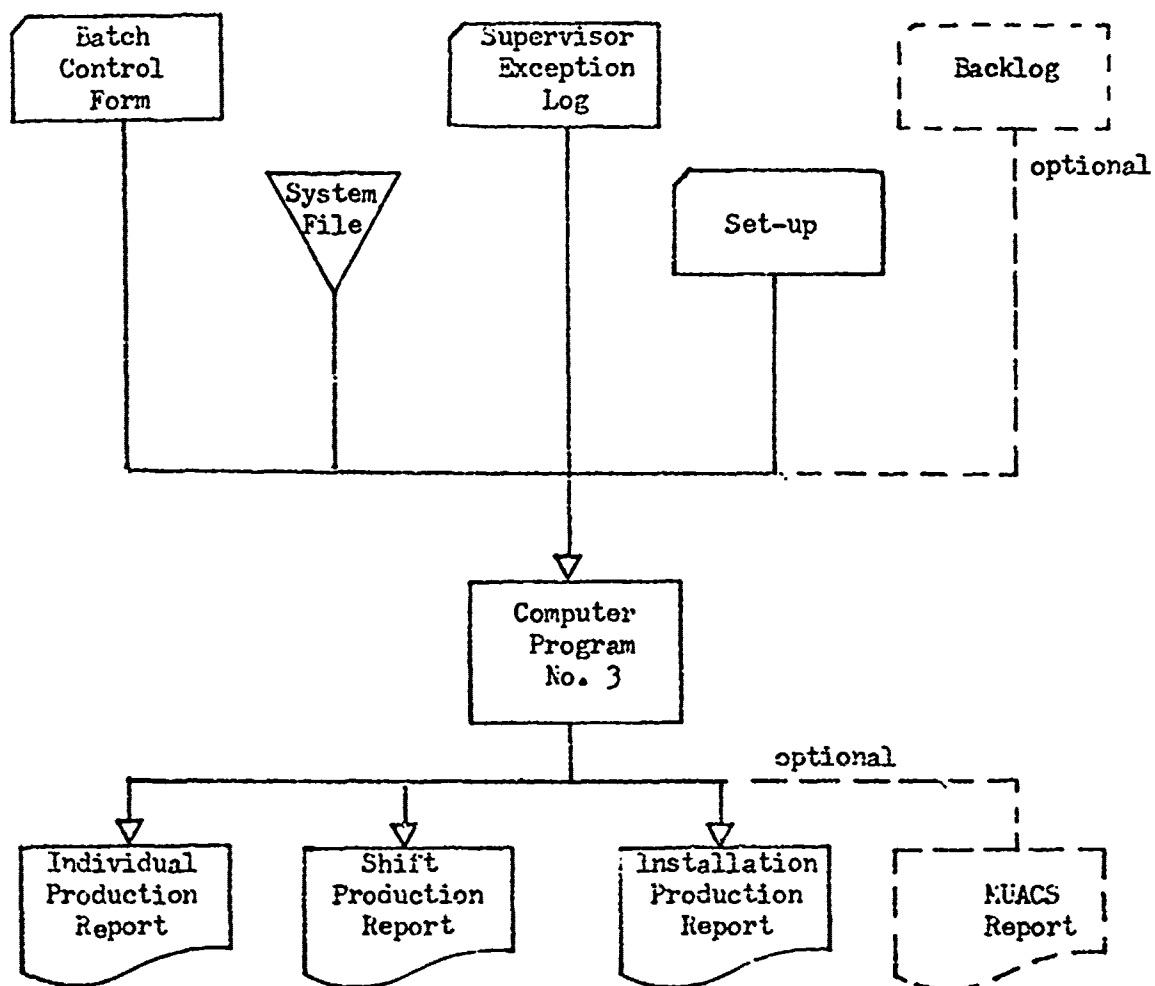 Batch
Control
Form
Supervisor
Exception
Log
Backlog
optional
System
File
Set-up
Computer
Program
No. 3
optional
Individual
Production
Report
Shift
Production
Report
Installation
Production
Report
Report